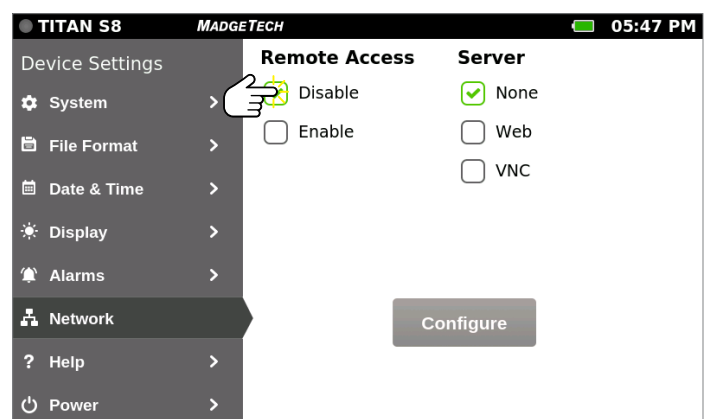 TITAN S8 MADGETECH 05:47 PM
Device Settings
System
File Format
Date & Time
Display
Alarms
Network
? Help
Power
Remote Access
Disable
Enable
Server
None
Web
VNC
Configure